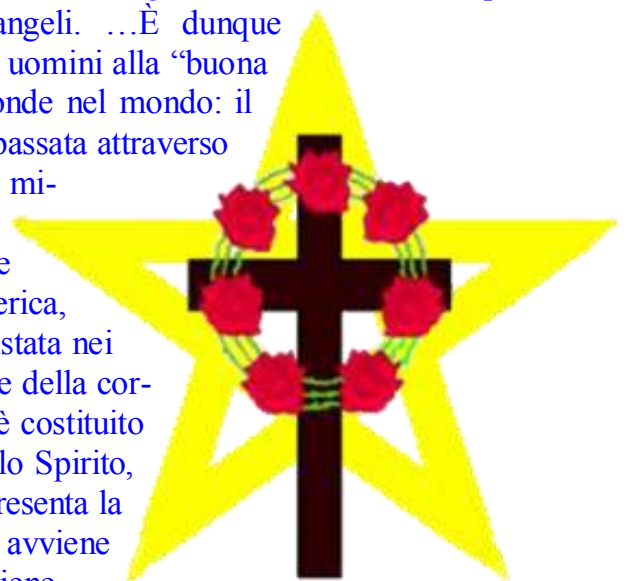 angeli. …È dunque
uomini alla “buona
onde nel mondo: il
passata attraverso
mi-
e
erica,
stata nei
e della cor-
è costituito
lo Spirito,
resenta la
avviene